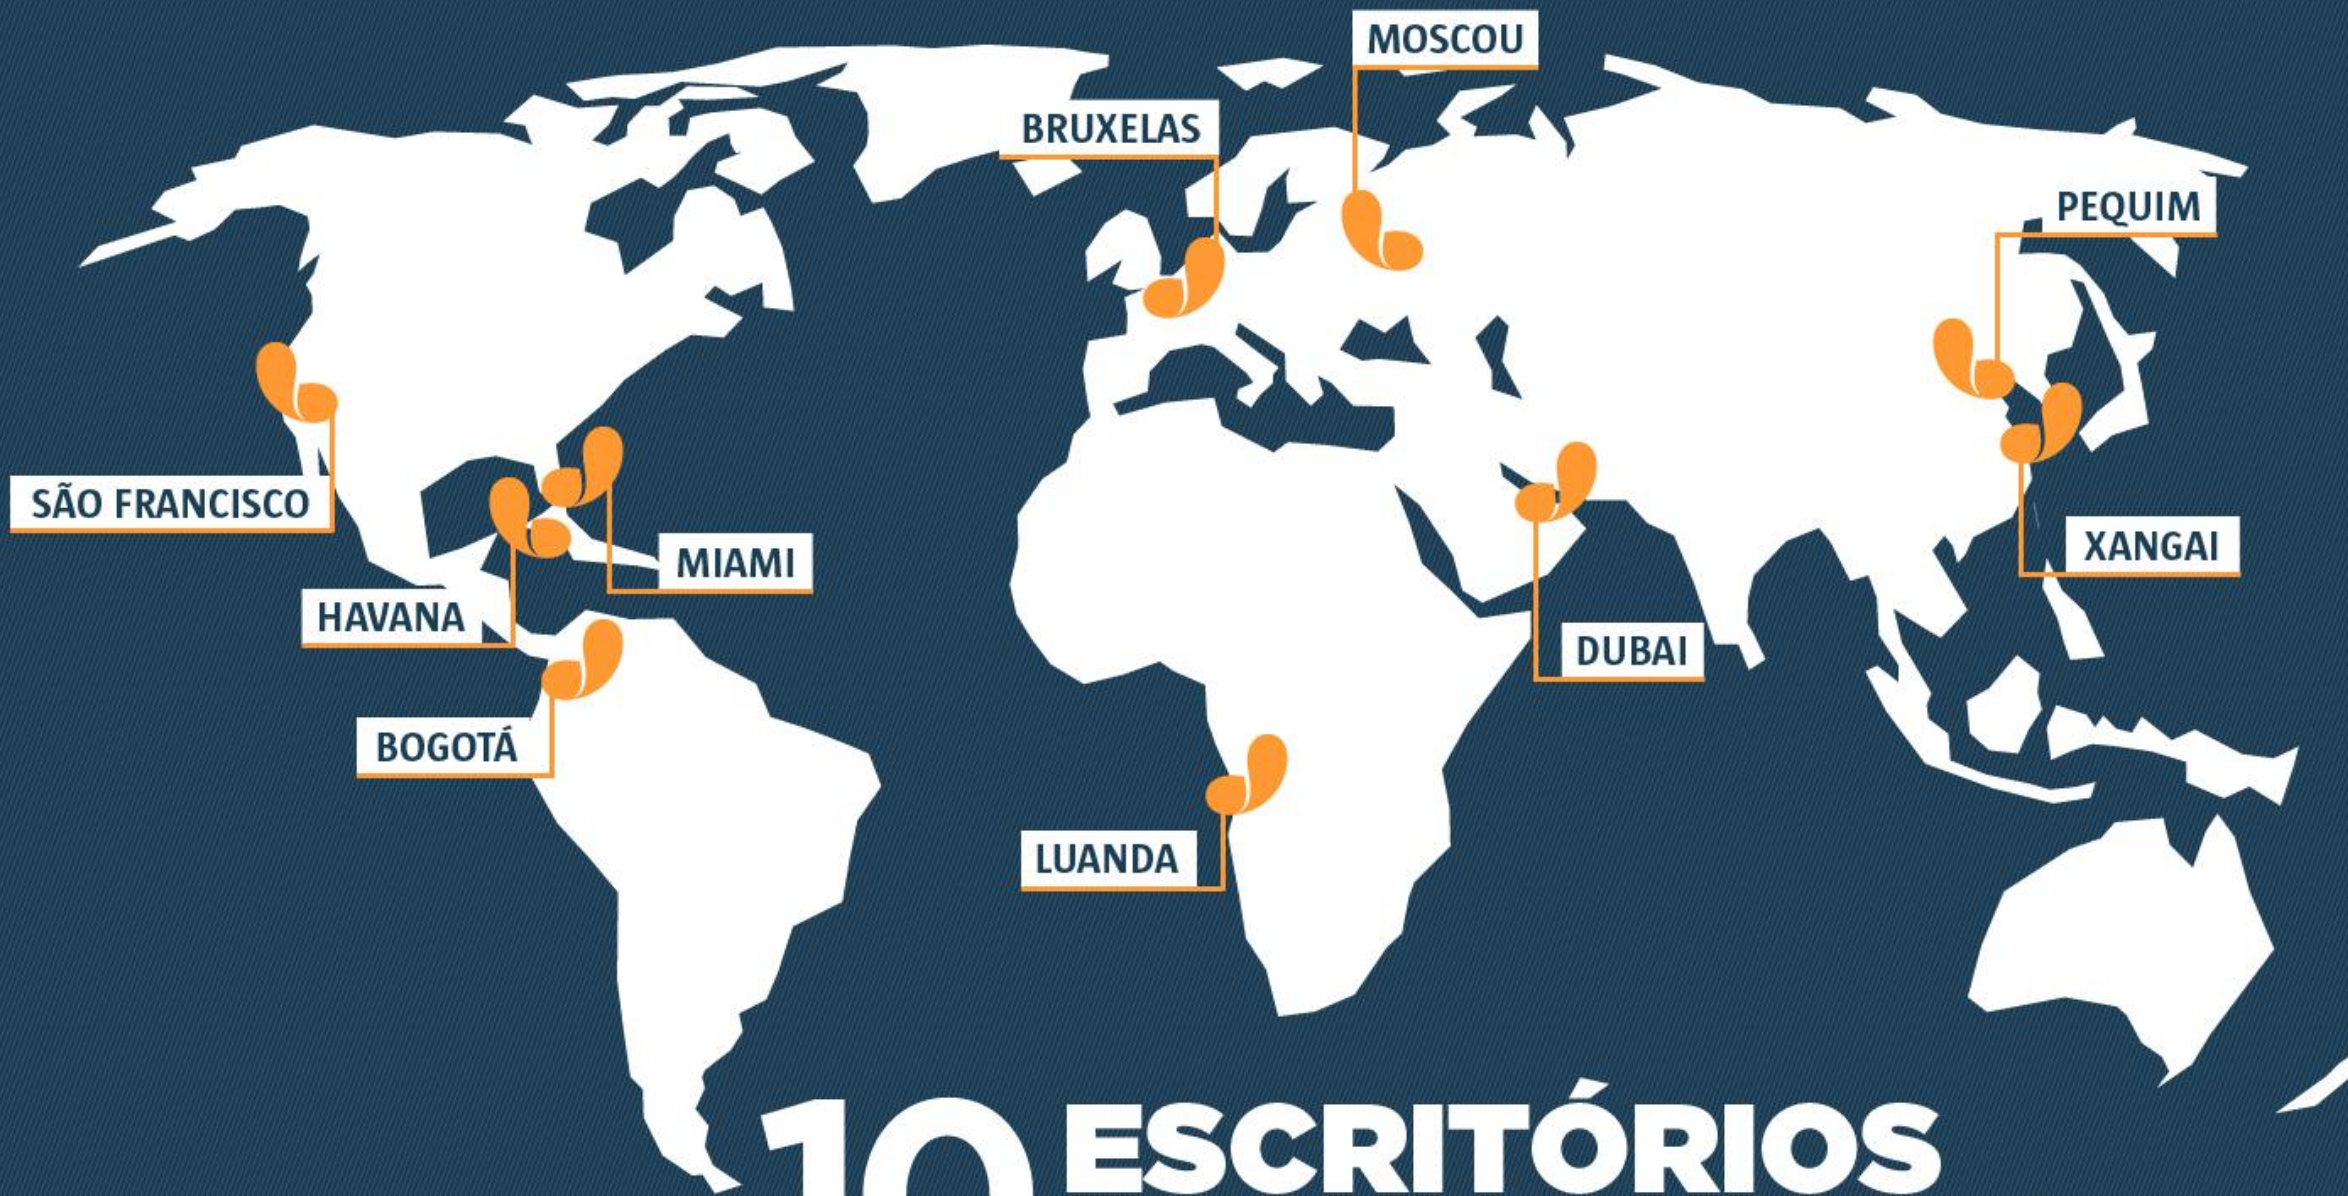 MOSCOU
BRUXELAS
PEQUIM
SÃO FRANCISCO
MIAMI
XANGAI
HAVANA
DUBAI
BOGOTÁ
LUANDA
10 ESCRITÓRIOS